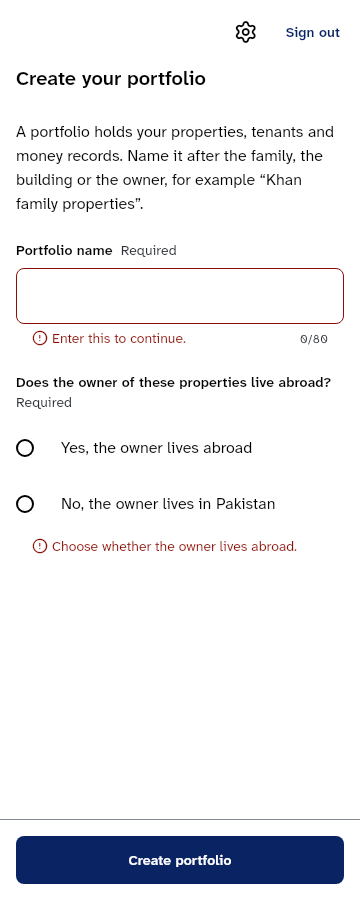 Sign out
Create your portfolio
A portfolio holds your properties, tenants and
money records. Name it after the family, the
building or the owner, for example “Khan
family properties”.
Portfolio name Required
Enter this to continue. 0/80
Does the owner of these properties live abroad?
Required
Yes, the owner lives abroad
No, the owner lives in Pakistan
Choose whether the owner lives abroad.
Create portfolio